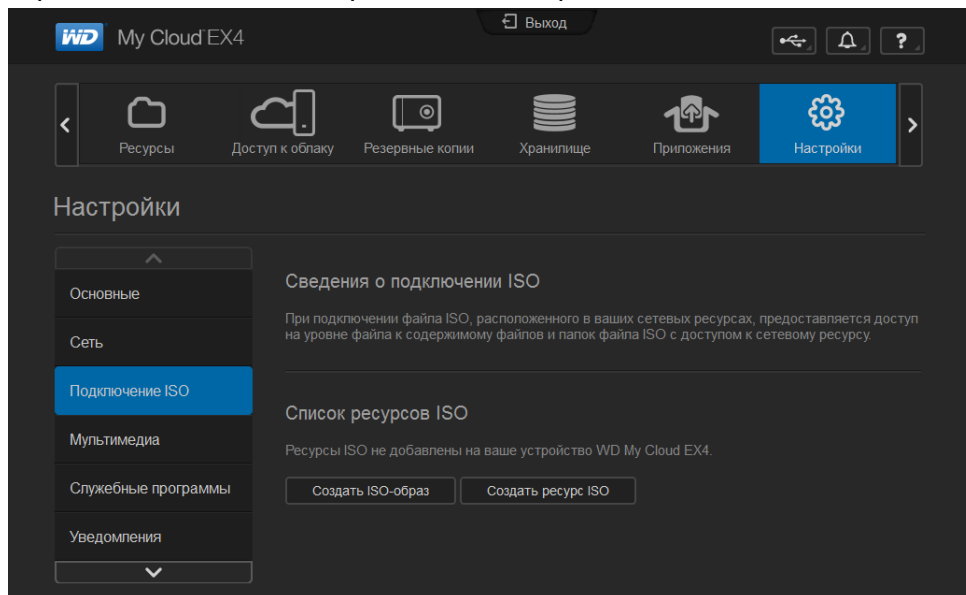 WD My Cloud EX4
Выход
?
Ресурсы
Доступ к облаку
Резервные копии
Хранилище
Приложения
Настройки
Настройки
Основные
Сеть
Подключение ISO
Мультимедиа
Служебные программы
Уведомления
Сведения о подключении ISO
При подключении файла ISO, расположенного в ваших сетевых ресурсах, предоставляется доступ
на уровне файла к содержимому файлов и папок файла ISO с доступом к сетевому ресурсу.
Список ресурсов ISO
Ресурсы ISO не добавлены на ваше устройство WD My Cloud EX4.
Создать ISO-образ
Создать ресурс ISO